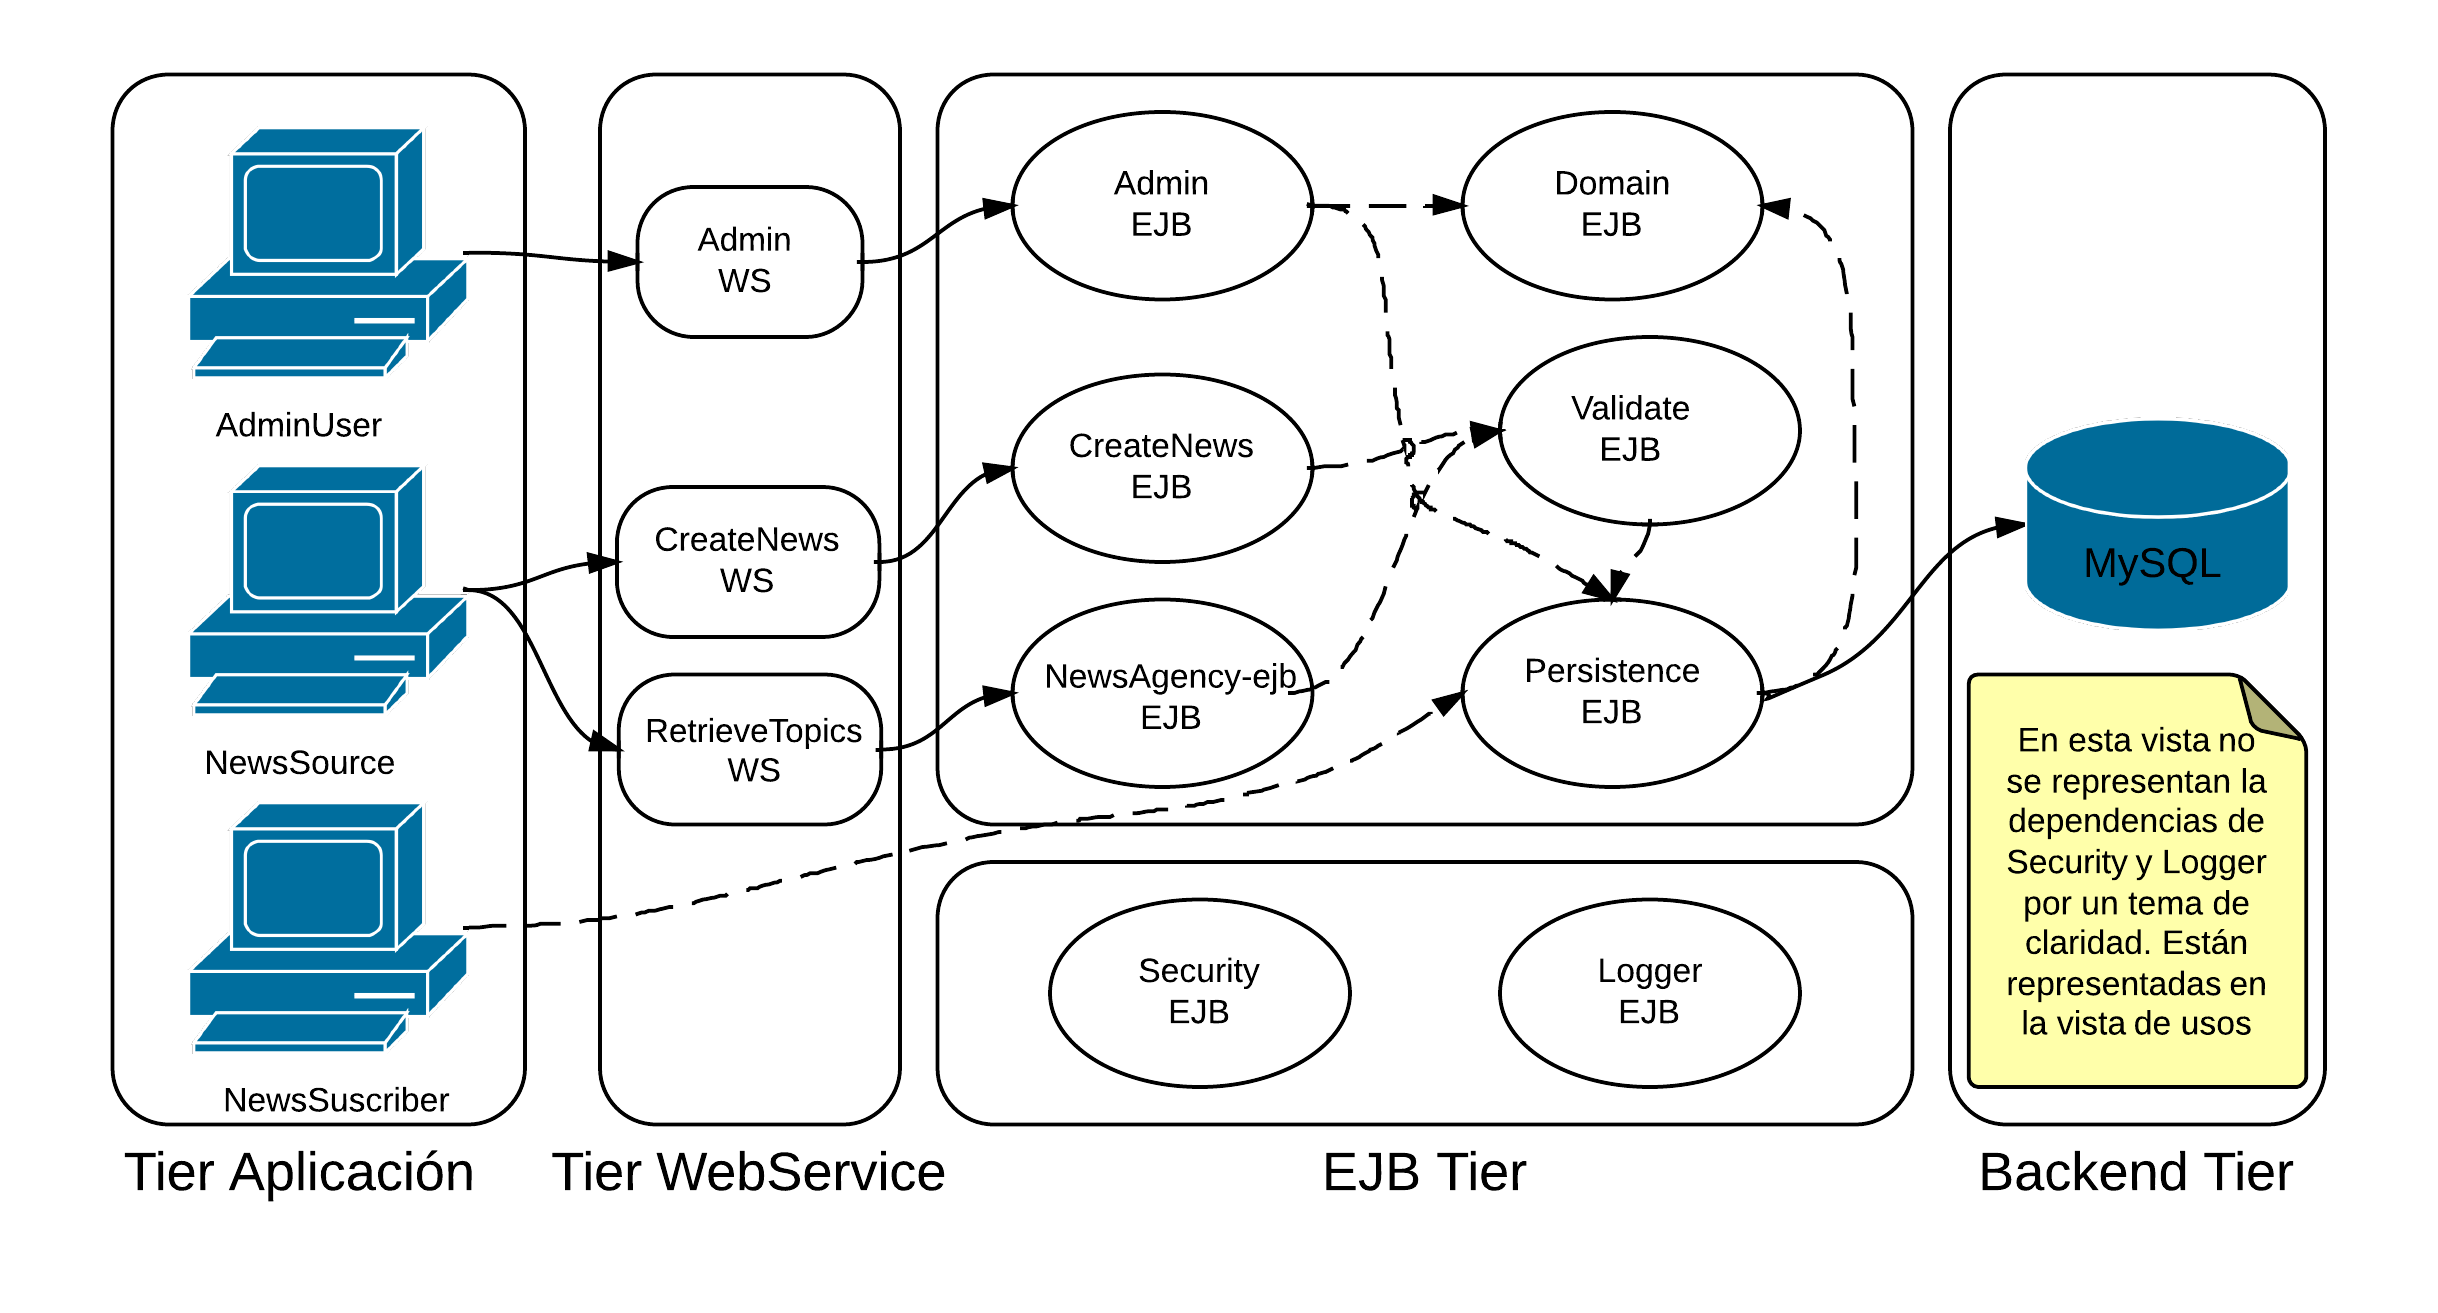 AdminUser
NewsSource
NewsSuscriber
Tier Aplicación
Admin
WS
CreateNews
WS
RetrieveTopics
WS
Tier WebService
Admin
EJB
Domain
EJB
CreateNews
EJB
Validate
EJB
NewsAgency-ejb
EJB
Persistence
EJB
Security
EJB
Logger
EJB
EJB Tier
MySQL
En esta vista no
se representan la
dependencias de
Security y Logger
por un tema de
claridad. Están
representadas en
la vista de usos
Backend Tier